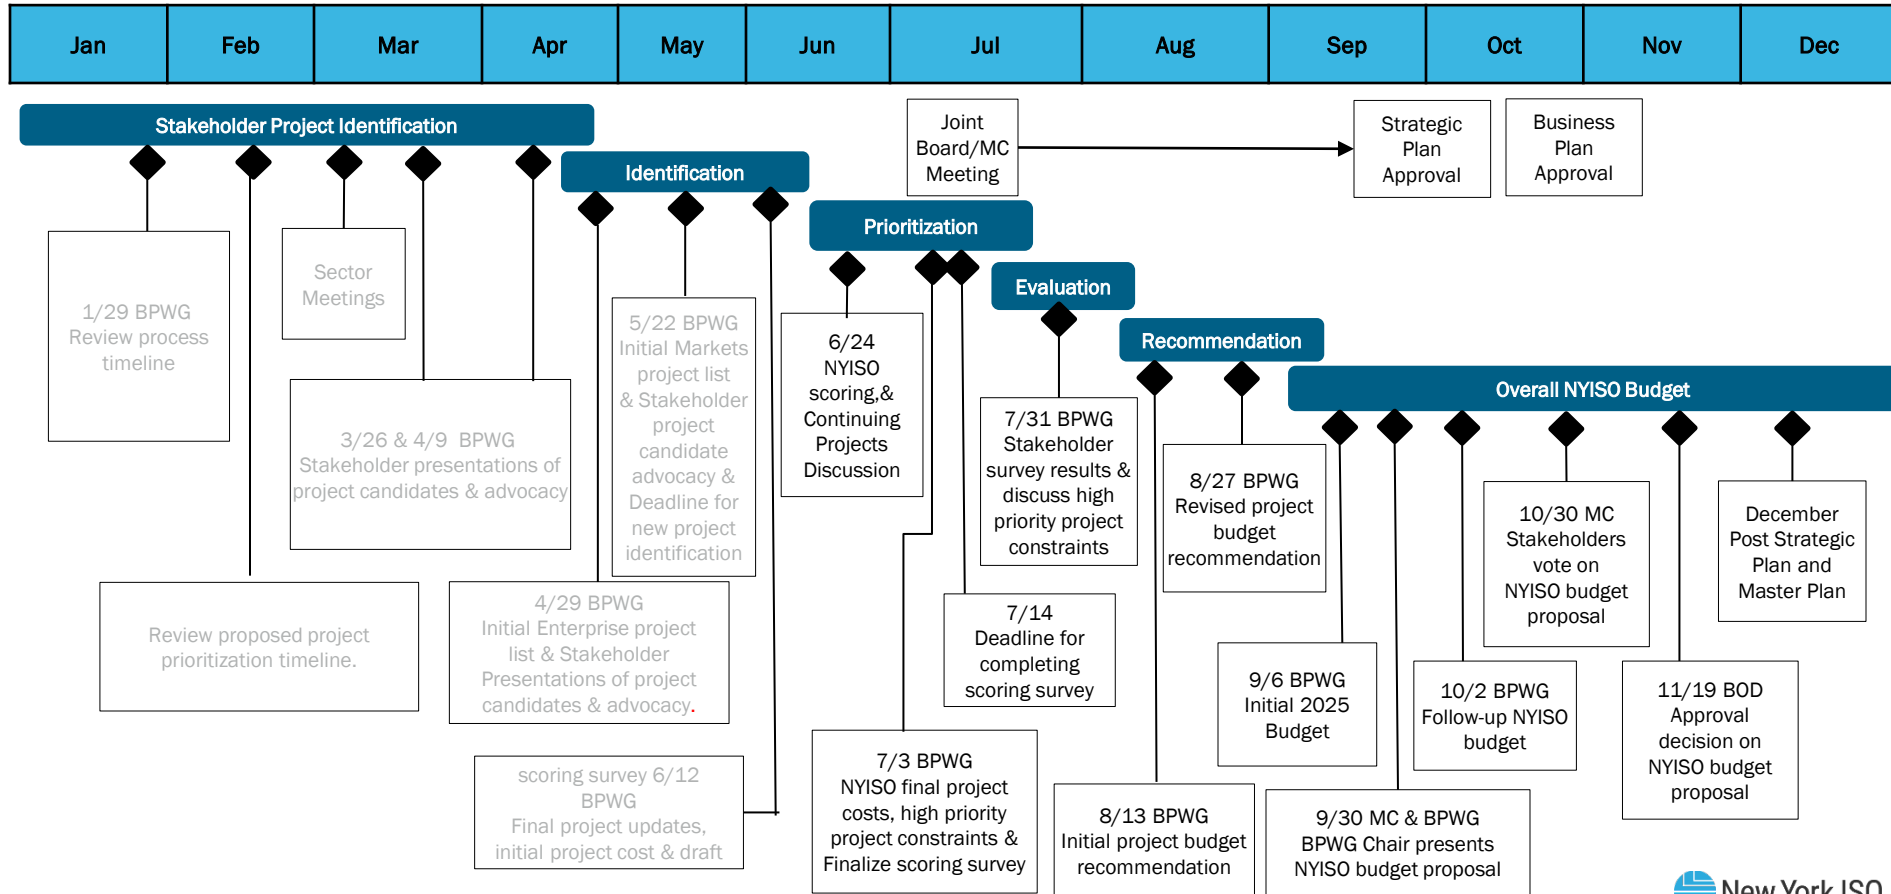 Jan
Feb
Mar
Apr
May
Jun
Jul
Aug
Sep
Oct
Nov
Dec
Stakeholder Project Identification
Identification
Prioritization
Evaluation
Recommendation
Overall NYISO Budget
Joint
Board/MC
Meeting
Strategic
Plan
Approval
Business
Plan
Approval
1/29 BPWG
Review process
timeline
Review proposed project
prioritization timeline.
Sector
Meetings
3/26 & 4/9  BPWG
Stakeholder presentations of
project candidates & advocacy
4/29 BPWG
Initial Enterprise project
list & Stakeholder
Presentations of project
candidates & advocacy.
5/22 BPWG
Initial Markets
project list
& Stakeholder
project
candidate
advocacy &
Deadline for
new project
identification
scoring survey 6/12
BPWG
Final project updates,
initial project cost & draft
6/24
NYISO
scoring,&
Continuing
Projects
Discussion
7/3 BPWG
NYISO final project
costs, high priority
project constraints &
Finalize scoring survey
7/14
Deadline for
completing
scoring survey
7/31 BPWG
Stakeholder
survey results &
discuss high
priority project
constraints
8/13 BPWG
Initial project budget
recommendation
8/27 BPWG
Revised project
budget
recommendation
9/6 BPWG
Initial 2025
Budget
9/30 MC & BPWG
BPWG Chair presents
NYISO budget proposal
10/2 BPWG
Follow-up NYISO
budget
10/30 MC
Stakeholders
vote on
NYISO budget
proposal
11/19 BOD
Approval
decision on
NYISO budget
proposal
December
Post Strategic
Plan and
Master Plan
New York ISO